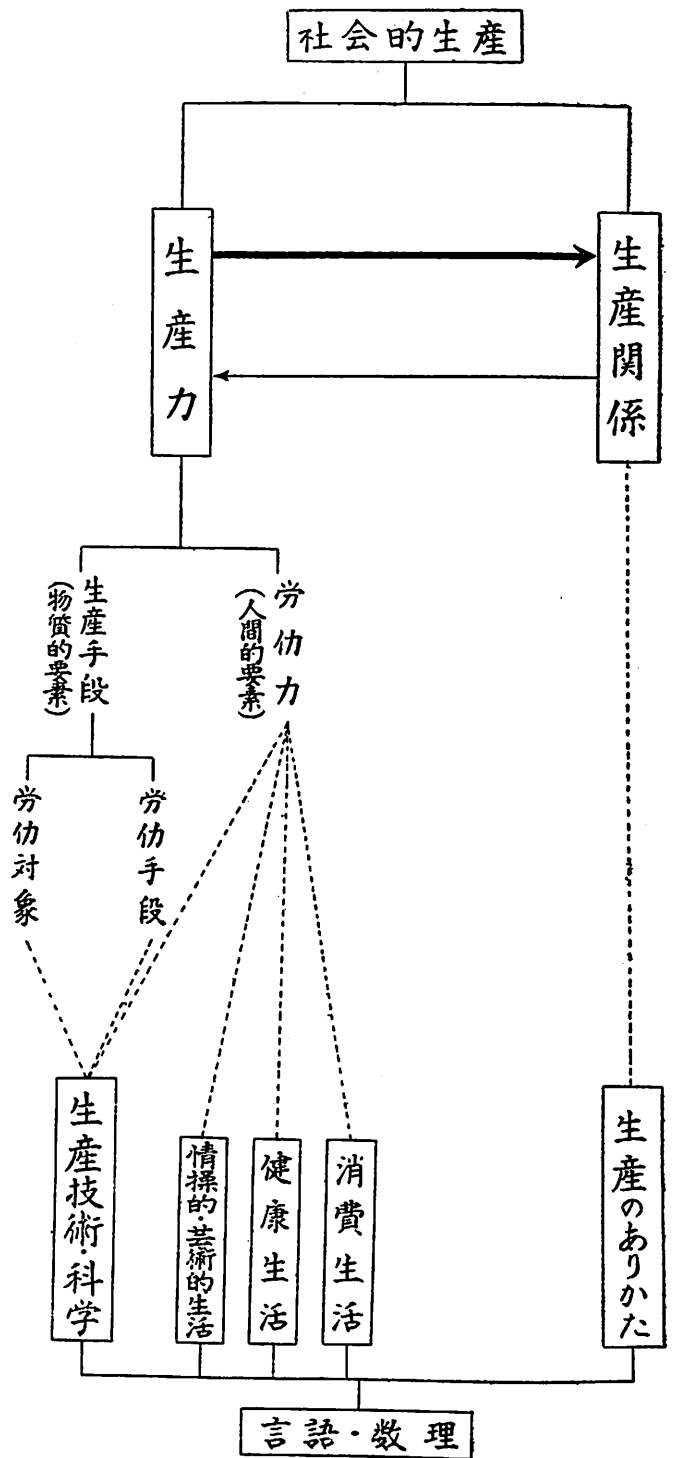 社会的生産
生産関係
生産力
労仂力
(人間的要素)
生産手段
(物質的要素)
労仂手段
労仂対象
生産のありかた
消費生活
健康生活
情操的・芸術的生活
生産技術・科学
言語・数理